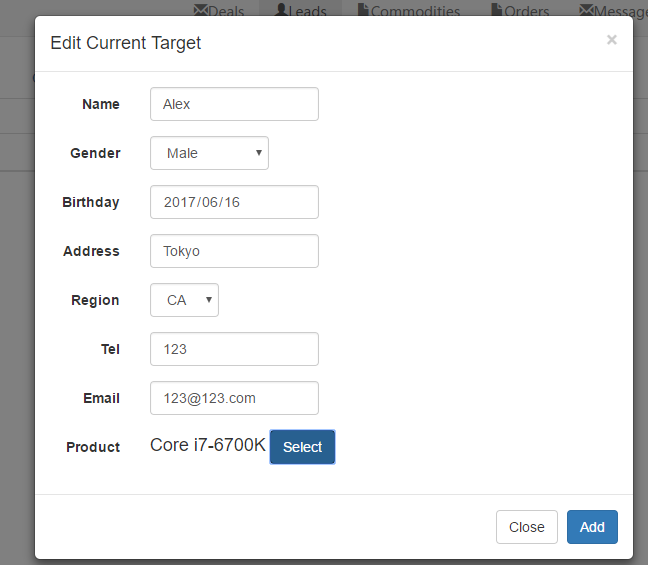 Deals Leads Commodities Orders Message
Edit Current Target ×
Name Alex
Gender Male
Birthday 2017/06/16
Address Tokyo
Region CA
Tel 123
Email 123@123.com
Product Core i7-6700K Select
Close Add